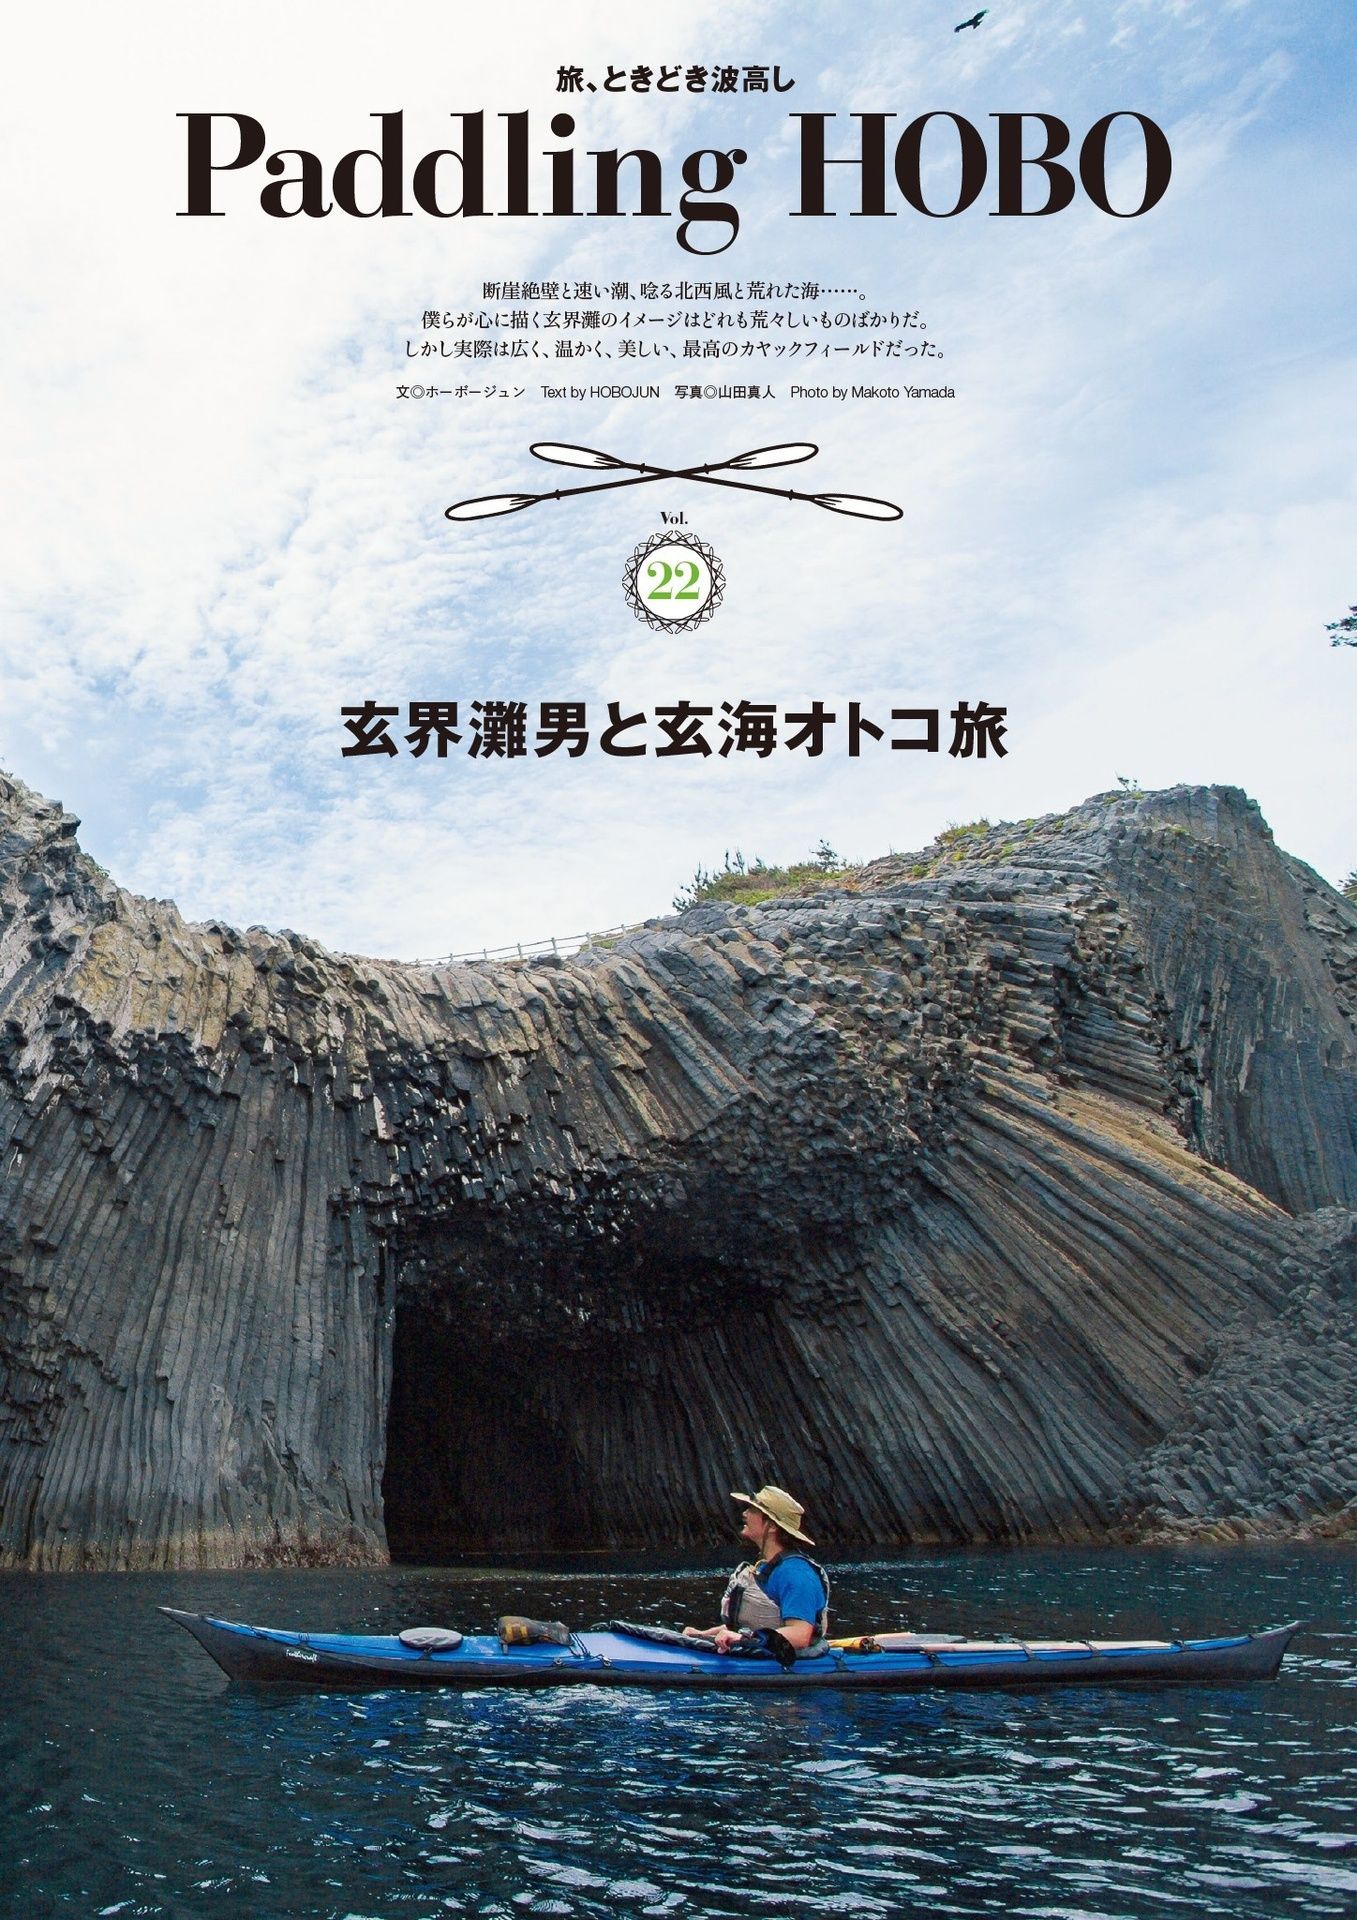 旅、ときどき波高し
Paddling HOBO
断崖絶壁と速い潮、唸る北西風と荒れた海……。
僕らが心に描く玄界灘のイメージはどれも荒々しいものばかりだ。
しかし実際は広く、温かく、美しい、最高のカヤックフィールドだった。
文◎ホーボージュン Text by HOBOJUN 写真◎山田真人 Photo by Makoto Yamada
Vol.
22
玄界灘男と玄海オトコ旅
Feathercraft